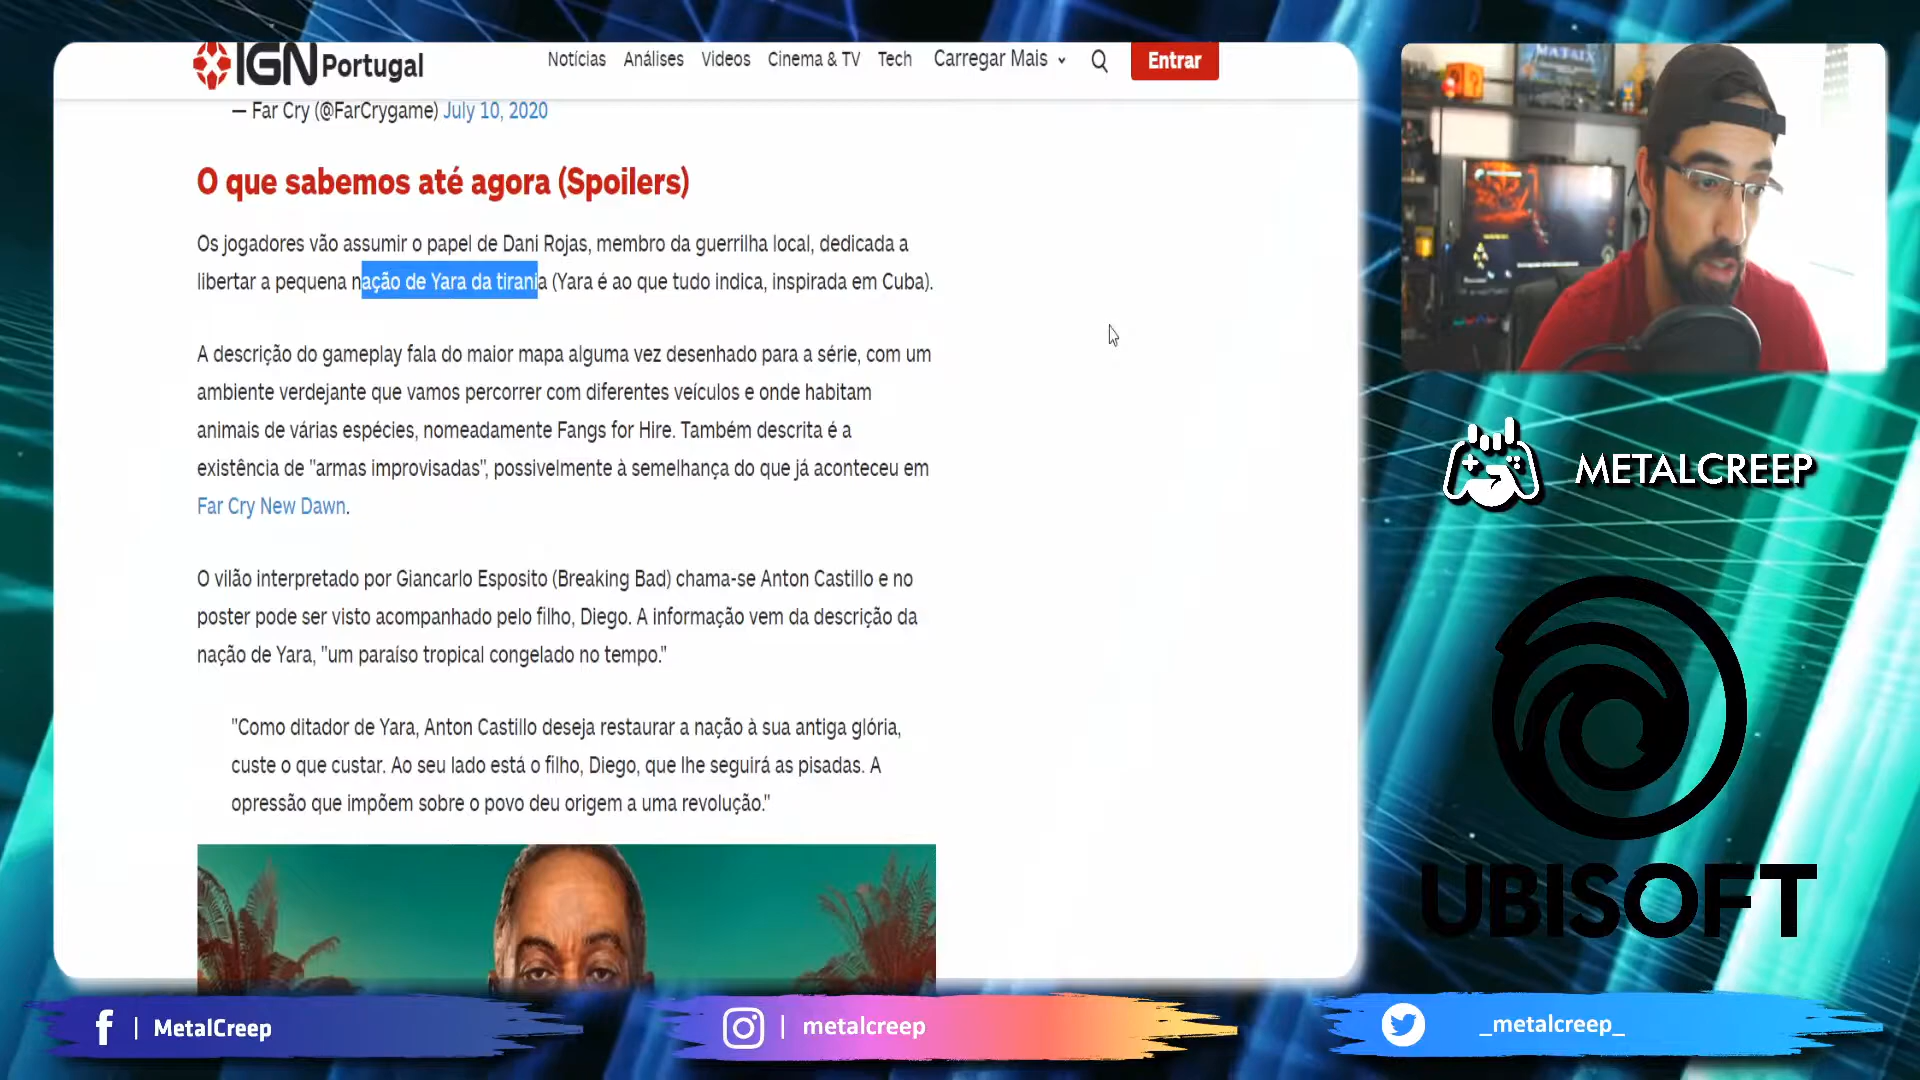 IGN Portugal
Notícias Análises Videos Cinema & TV Tech Carregar Mais Entrar
— Far Cry (@FarCrygame) July 10, 2020
O que sabemos até agora (Spoilers)
Os jogadores vão assumir o papel de Dani Rojas, membro da guerrilha local, dedicada a
libertar a pequena nação de Yara da tirania (Yara é ao que tudo indica, inspirada em Cuba).
A descrição do gameplay fala do maior mapa alguma vez desenhado para a série, com um
ambiente verdejante que vamos percorrer com diferentes veículos e onde habitam
animais de várias espécies, nomeadamente Fangs for Hire. Também descrita é a
existência de "armas improvisadas", possivelmente à semelhança do que já aconteceu em
Far Cry New Dawn.
O vilão interpretado por Giancarlo Esposito (Breaking Bad) chama-se Anton Castillo e no
poster pode ser visto acompanhado pelo filho, Diego. A informação vem da descrição da
nação de Yara, "um paraíso tropical congelado no tempo."
"Como ditador de Yara, Anton Castillo deseja restaurar a nação à sua antiga glória,
custe o que custar. Ao seu lado está o filho, Diego, que lhe seguirá as pisadas. A
opressão que impõem sobre o povo deu origem a uma revolução."
MATRIX
METALCREEP
UBISOFT
f | MetalCreep
| metalcreep
_metalcreep_